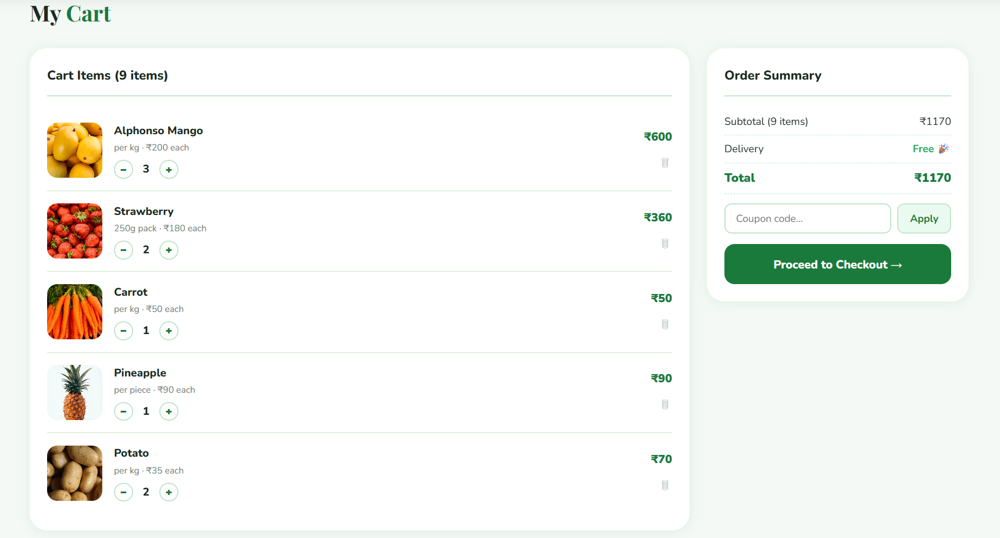 My Cart
Cart Items (9 items)
Alphonso Mango
per kg · ₹200 each
− 3 +
₹600
Strawberry
250g pack · ₹180 each
− 2 +
₹360
Carrot
per kg · ₹50 each
− 1 +
₹50
Pineapple
per piece · ₹90 each
− 1 +
₹90
Potato
per kg · ₹35 each
− 2 +
₹70
Order Summary
Subtotal (9 items) ₹1170
Delivery Free 🎉
Total ₹1170
Coupon code... Apply
Proceed to Checkout →